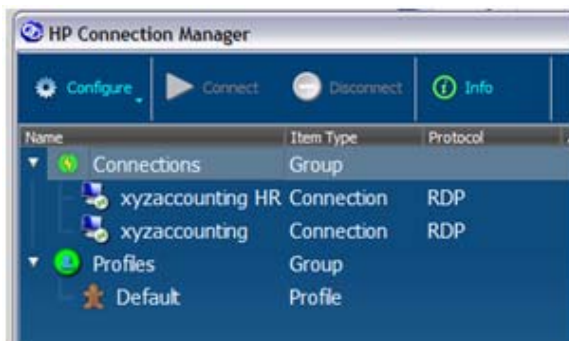 HP Connection Manager
Configure Connect Disconnect Info
Name Item Type Protocol
Connections Group
xyzaccounting HR Connection RDP
xyzaccounting Connection RDP
Profiles Group
Default Profile